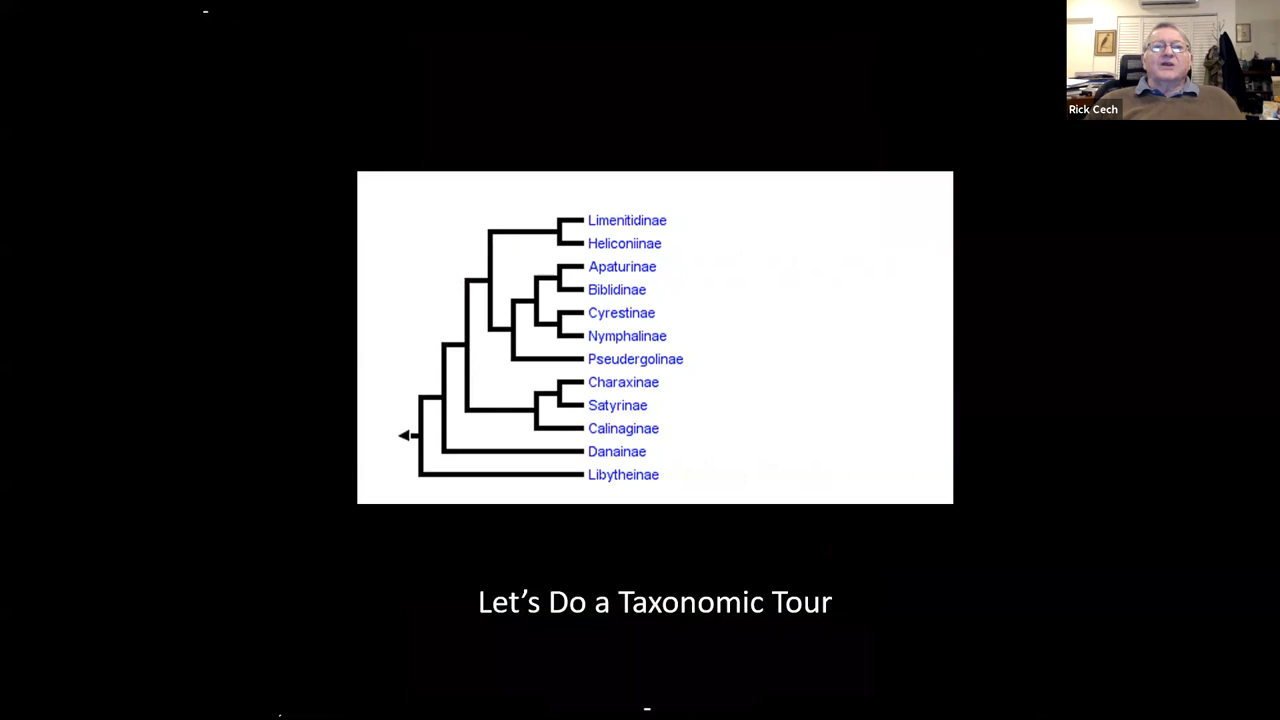 Rick Cech
Limenitidinae
Heliconiinae
Apaturinae
Biblidinae
Cyrestinae
Nymphalinae
Pseudergolinae
Charaxinae
Satyrinae
Calinaginae
Danainae
Libytheinae
Let's Do a Taxonomic Tour